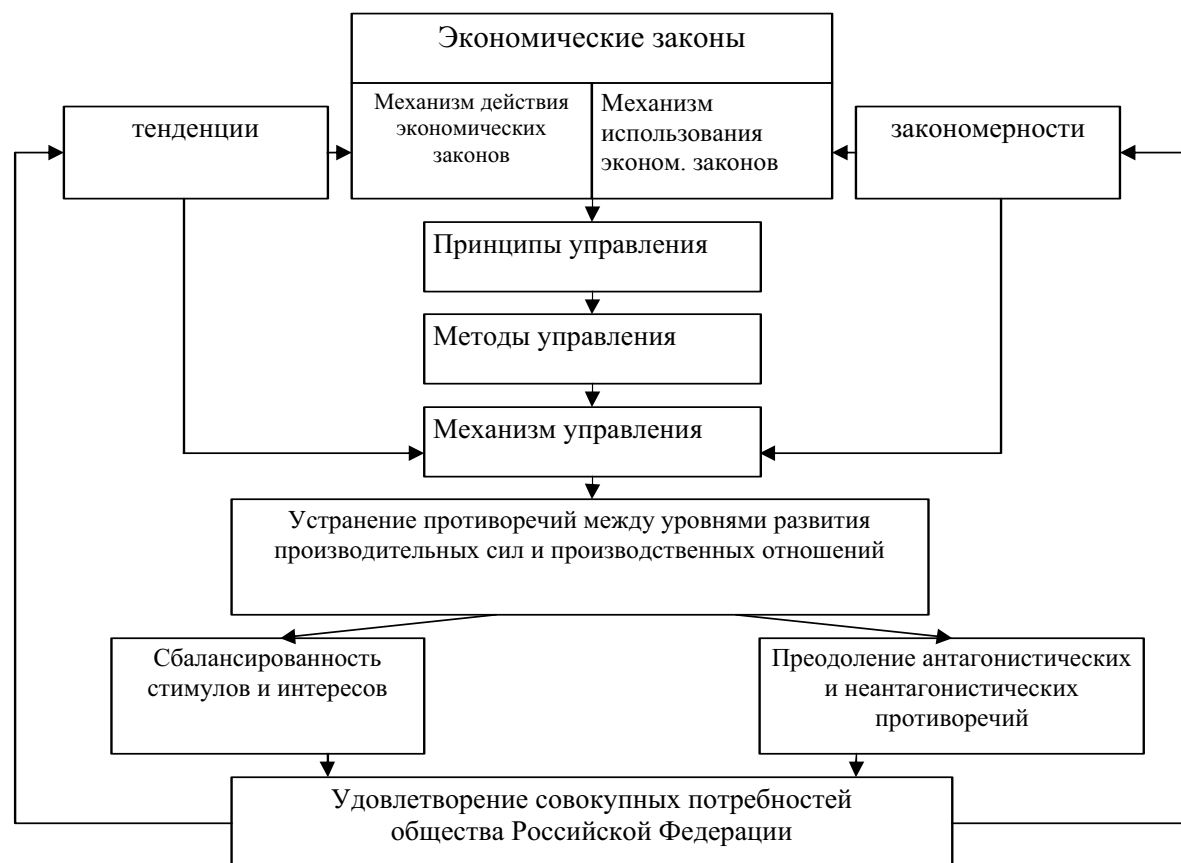 Экономические законы
тенденции
Механизм действия
экономических
законов
Механизм
использования
эконом. законов
закономерности
Принципы управления
Методы управления
Механизм управления
Устранение противоречий между уровнями развития
производительных сил и производственных отношений
Сбалансированность
стимулов и интересов
Преодоление антагонистических
и неантагонистических
противоречий
Удовлетворение совокупных потребностей
общества Российской Федерации